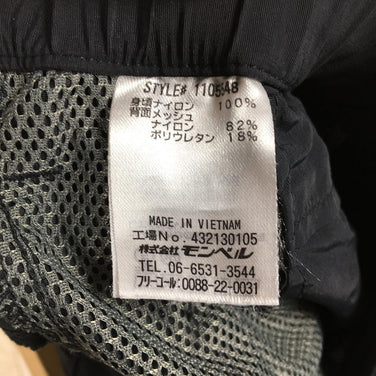 STYLE# 1105548
身頃ナイロン 100%
背面メッシュ
ナイロン 82%
ポリウレタン 18%
MADE IN VIETNAM
工場No. 432130105
株式会社モンベル
TEL. 06-6531-3544
フリーコール:0088-22-0031